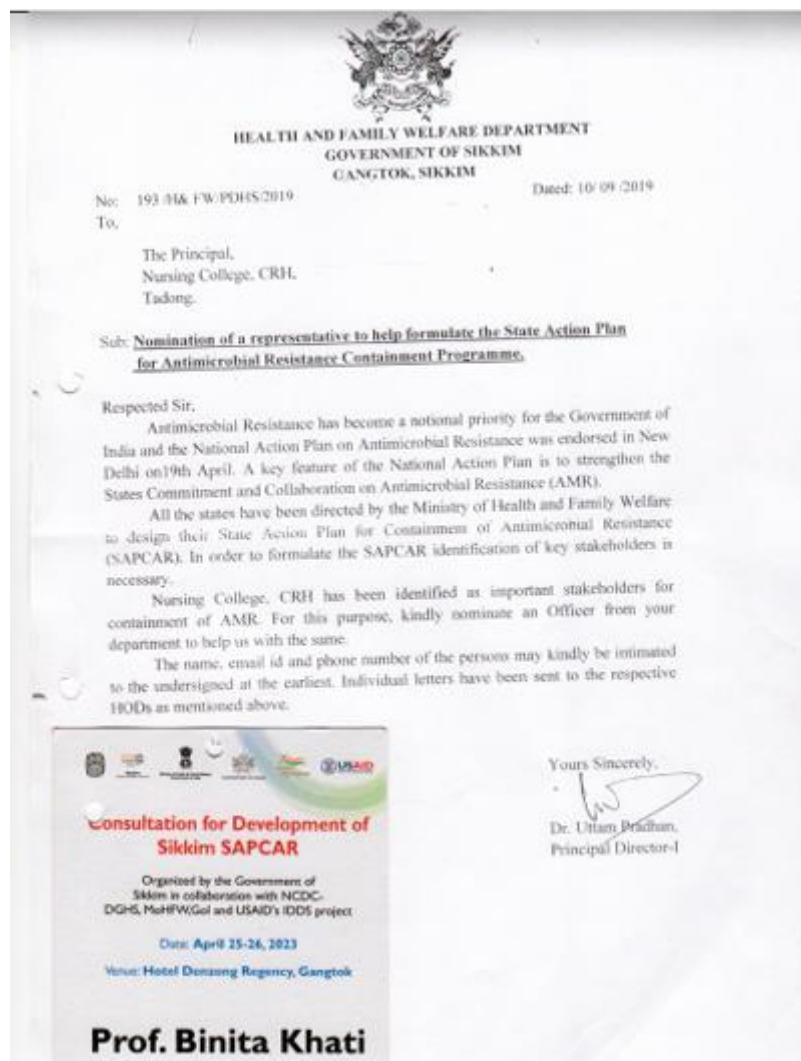 HEALTH AND FAMILY WELFARE DEPARTMENT
GOVERNMENT OF SIKKIM
GANGTOK, SIKKIM
No: 193 /H& FW/PDHS/2019
Dated: 10/ 09 /2019
To,
The Principal,
Nursing College, CRH,
Tadong.
Sub: Nomination of a representative to help formulate the State Action Plan
for Antimicrobial Resistance Containment Programme.
Respected Sir,
Antimicrobial Resistance has become a notional priority for the Government of
India and the National Action Plan on Antimicrobial Resistance was endorsed in New
Delhi on19th April. A key feature of the National Action Plan is to strengthen the
States Commitment and Collaboration on Antimicrobial Resistance (AMR).
All the states have been directed by the Ministry of Health and Family Welfare
to design their State Action Plan for Containment of Antimicrobial Resistance
(SAPCAR). In order to formulate the SAPCAR identification of key stakeholders is
necessary.
Nursing College, CRH has been identified as important stakeholders for
containment of AMR. For this purpose, kindly nominate an Officer from your
department to help us with the same.
The name, email id and phone number of the persons may kindly be intimated
to the undersigned at the earliest. Individual letters have been sent to the respective
HODs as mentioned above.
Yours Sincerely,
Dr. Uttam Pradhan,
Principal Director-I
USAID
Consultation for Development of
Sikkim SAPCAR
Organized by the Government of
Sikkim in collaboration with NCDC-
DGHS, MoHFW,GoI and USAID's IDDS project
Date: April 25-26, 2023
Venue: Hotel Denzong Regency, Gangtok
Prof. Binita Khati